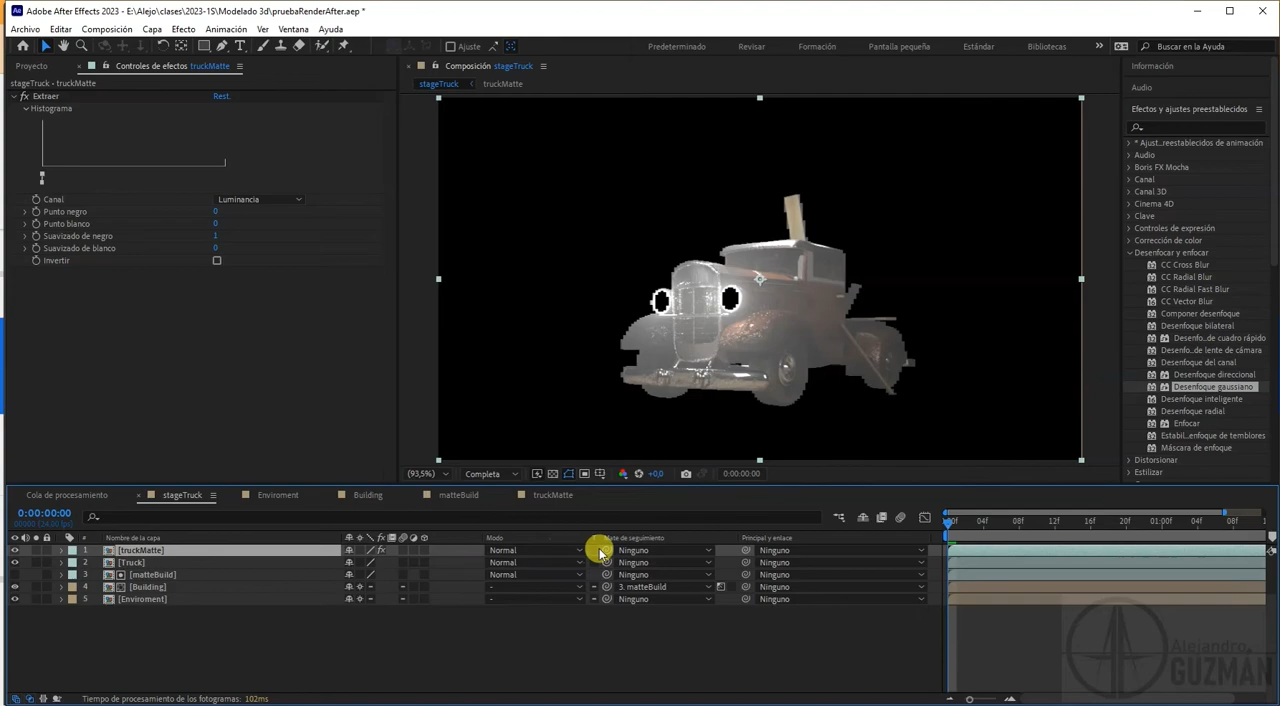 Adobe After Effects 2023 - E:\Alejo\clases\2023-1S\Modelado 3d\pruebaRenderAfter.aep *
Archivo Editar Composición Capa Efecto Animación Ver Ventana Ayuda
Ajuste Predeterminado Revisar Formación Pantalla pequeña Estándar Bibliotecas Buscar en la Ayuda
Proyecto Controles de efectos truckMatte
stageTruck • truckMatte
fx Extraer Rest.
Histograma
Canal Luminancia
Punto negro 0
Punto blanco 0
Suavizado de negro 1
Suavizado de blanco 0
Invertir
Composición stageTruck
stageTruck truckMatte
(93,5%) Completa +0,0 0:00:00:00
Información
Audio
Efectos y ajustes preestablecidos
* Ajust...reestablecidos de animación
Audio
Boris FX Mocha
Canal
Canal 3D
Cinema 4D
Clave
Controles de expresión
Corrección de color
Desenfocar y enfocar
CC Cross Blur
CC Radial Blur
CC Radial Fast Blur
CC Vector Blur
Componer desenfoque
Desenfoque bilateral
Desenfo...de cuadro rápido
Desenfo...de lente de cámara
Desenfoque del canal
Desenfoque direccional
Desenfoque gaussiano
Desenfoque inteligente
Desenfoque radial
Enfocar
Estabil...enfoque de temblores
Máscara de enfoque
Distorsionar
Estilizar
Cola de procesamiento stageTruck Enviroment Building matteBuild truckMatte
0:00:00:00
00000 (24.00 fps)
04f 08f 12f 16f 20f 01:00f 04f 08f 12f
# Nombre de la capa Modo T Mate de seguimiento Principal y enlace
1 [truckMatte] Normal Ninguno Ninguno
2 [Truck] Normal Ninguno Ninguno
3 [matteBuild] Normal Ninguno Ninguno
4 [Building] - 3. matteBuild Ninguno
5 [Enviroment] - Ninguno Ninguno
Tiempo de procesamiento de los fotogramas: 102ms
Alejandro
GUZMAN